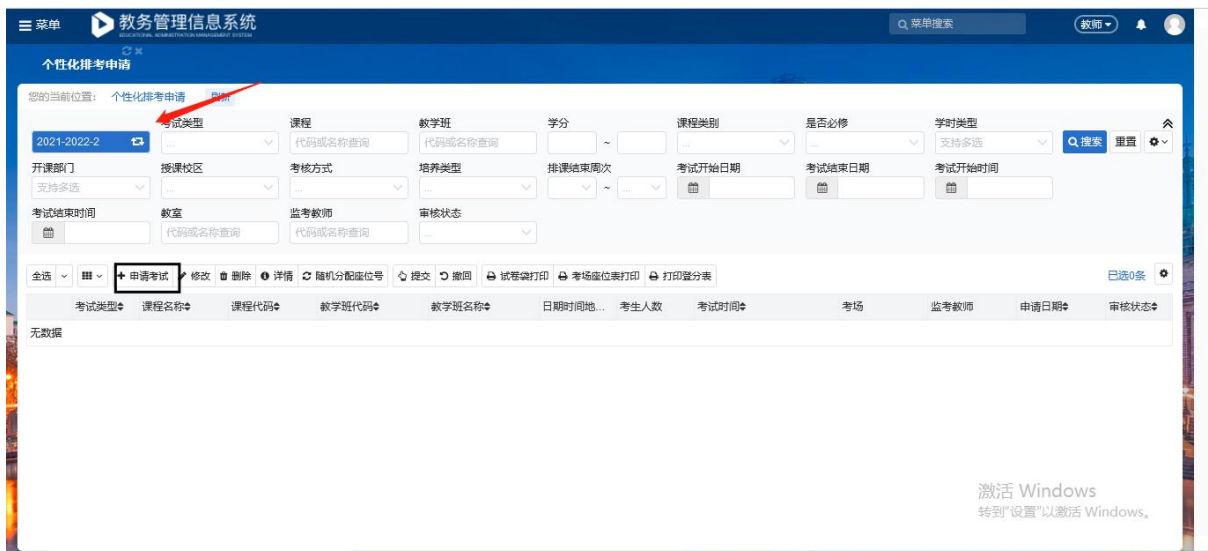 菜单 教务管理信息系统 菜单搜索 教师
EDUCATIONAL ADMINISTRATION MANAGEMENT SYSTEM
个性化排考申请
您的当前位置： 个性化排考申请 刷新
考试类型 课程 教学班 学分 课程类别 是否必修 学时类型
2021-2022-2 ... 代码或名称查询 代码或名称查询 ~ ... ... 支持多选 搜索 重置
开课部门 授课校区 考核方式 培养类型 排课结束周次 考试开始日期 考试结束日期 考试开始时间
支持多选 ... ... ... ~ ...
考试结束时间 教室 监考教师 审核状态
代码或名称查询 代码或名称查询 ...
全选 申请考试 修改 删除 详情 随机分配座位号 提交 撤回 试卷袋打印 考场座位表打印 打印登分表 已选0条
考试类型 课程名称 课程代码 教学班代码 教学班名称 日期时间地... 考生人数 考试时间 考场 监考教师 申请日期 审核状态
无数据
激活 Windows
转到"设置"以激活 Windows。